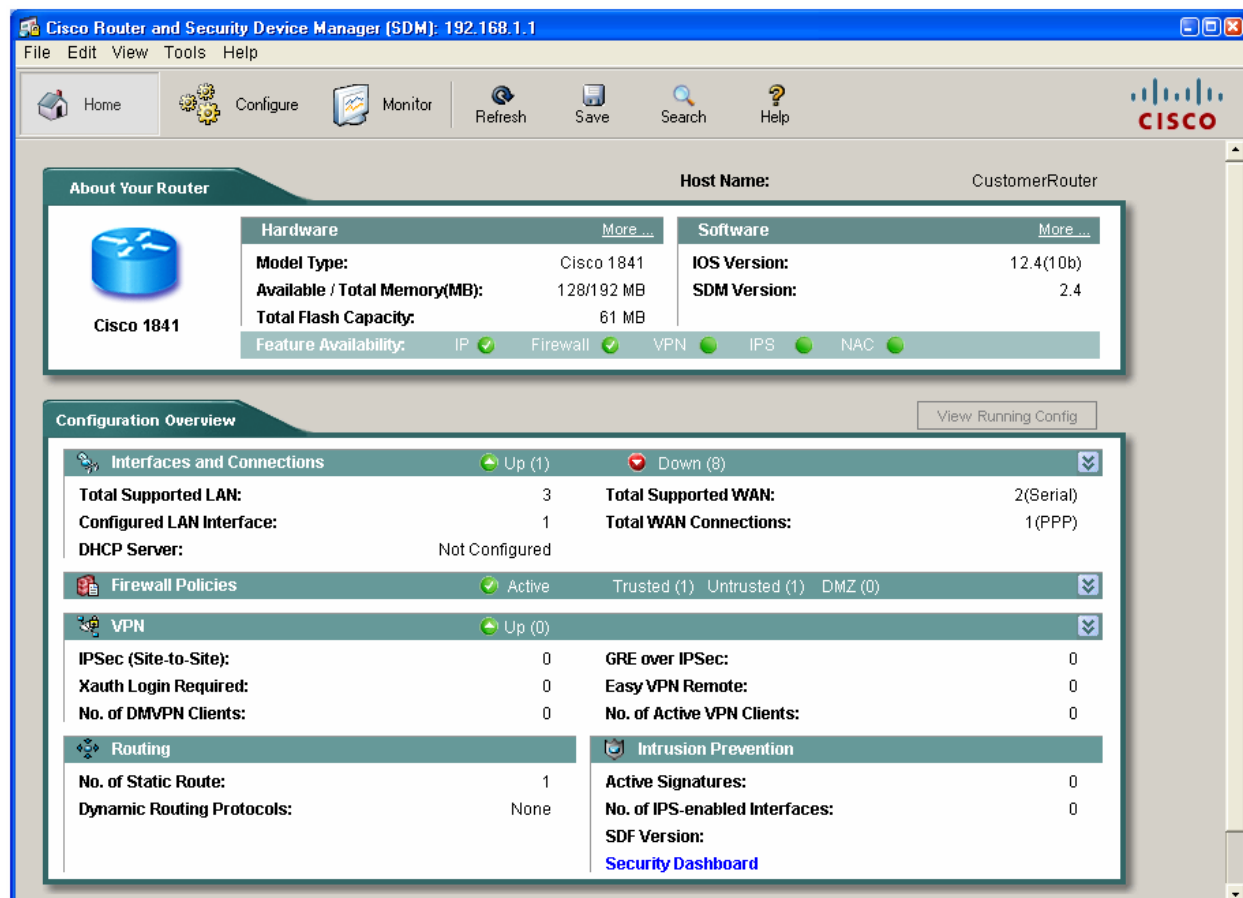 Cisco Router and Security Device Manager (SDM): 192.168.1.1
File Edit View Tools Help
Home Configure Monitor Refresh Save Search Help
CISCO
About Your Router
Host Name: CustomerRouter
Cisco 1841
Hardware More ...
Model Type: Cisco 1841
Available / Total Memory(MB): 128/192 MB
Total Flash Capacity: 61 MB
Software More ...
IOS Version: 12.4(10b)
SDM Version: 2.4
Feature Availability: IP Firewall VPN IPS NAC
Configuration Overview
View Running Config
Interfaces and Connections Up (1) Down (8)
Total Supported LAN: 3 Total Supported WAN: 2(Serial)
Configured LAN Interface: 1 Total WAN Connections: 1(PPP)
DHCP Server: Not Configured
Firewall Policies Active Trusted (1) Untrusted (1) DMZ (0)
VPN Up (0)
IPSec (Site-to-Site): 0 GRE over IPSec: 0
Xauth Login Required: 0 Easy VPN Remote: 0
No. of DMVPN Clients: 0 No. of Active VPN Clients: 0
Routing
No. of Static Route: 1
Dynamic Routing Protocols: None
Intrusion Prevention
Active Signatures: 0
No. of IPS-enabled Interfaces: 0
SDF Version:
Security Dashboard